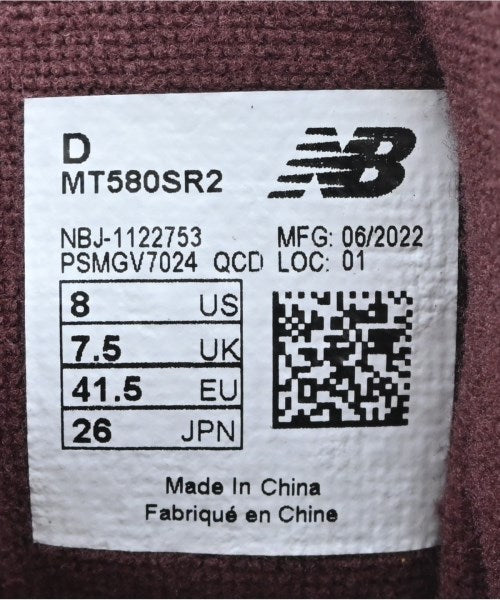 D
NB
MT580SR2
NBJ-1122753 MFG: 06/2022
PSMGV7024 QCD LOC: 01
8 US
7.5 UK
41.5 EU
26 JPN
Made In China
Fabriqué en Chine